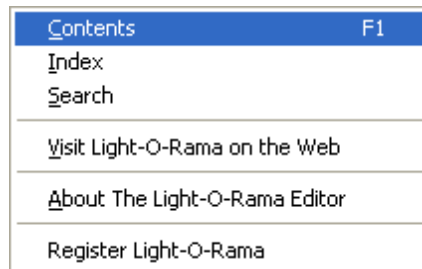 Contents F1
Index
Search
Visit Light-O-Rama on the Web
About The Light-O-Rama Editor
Register Light-O-Rama